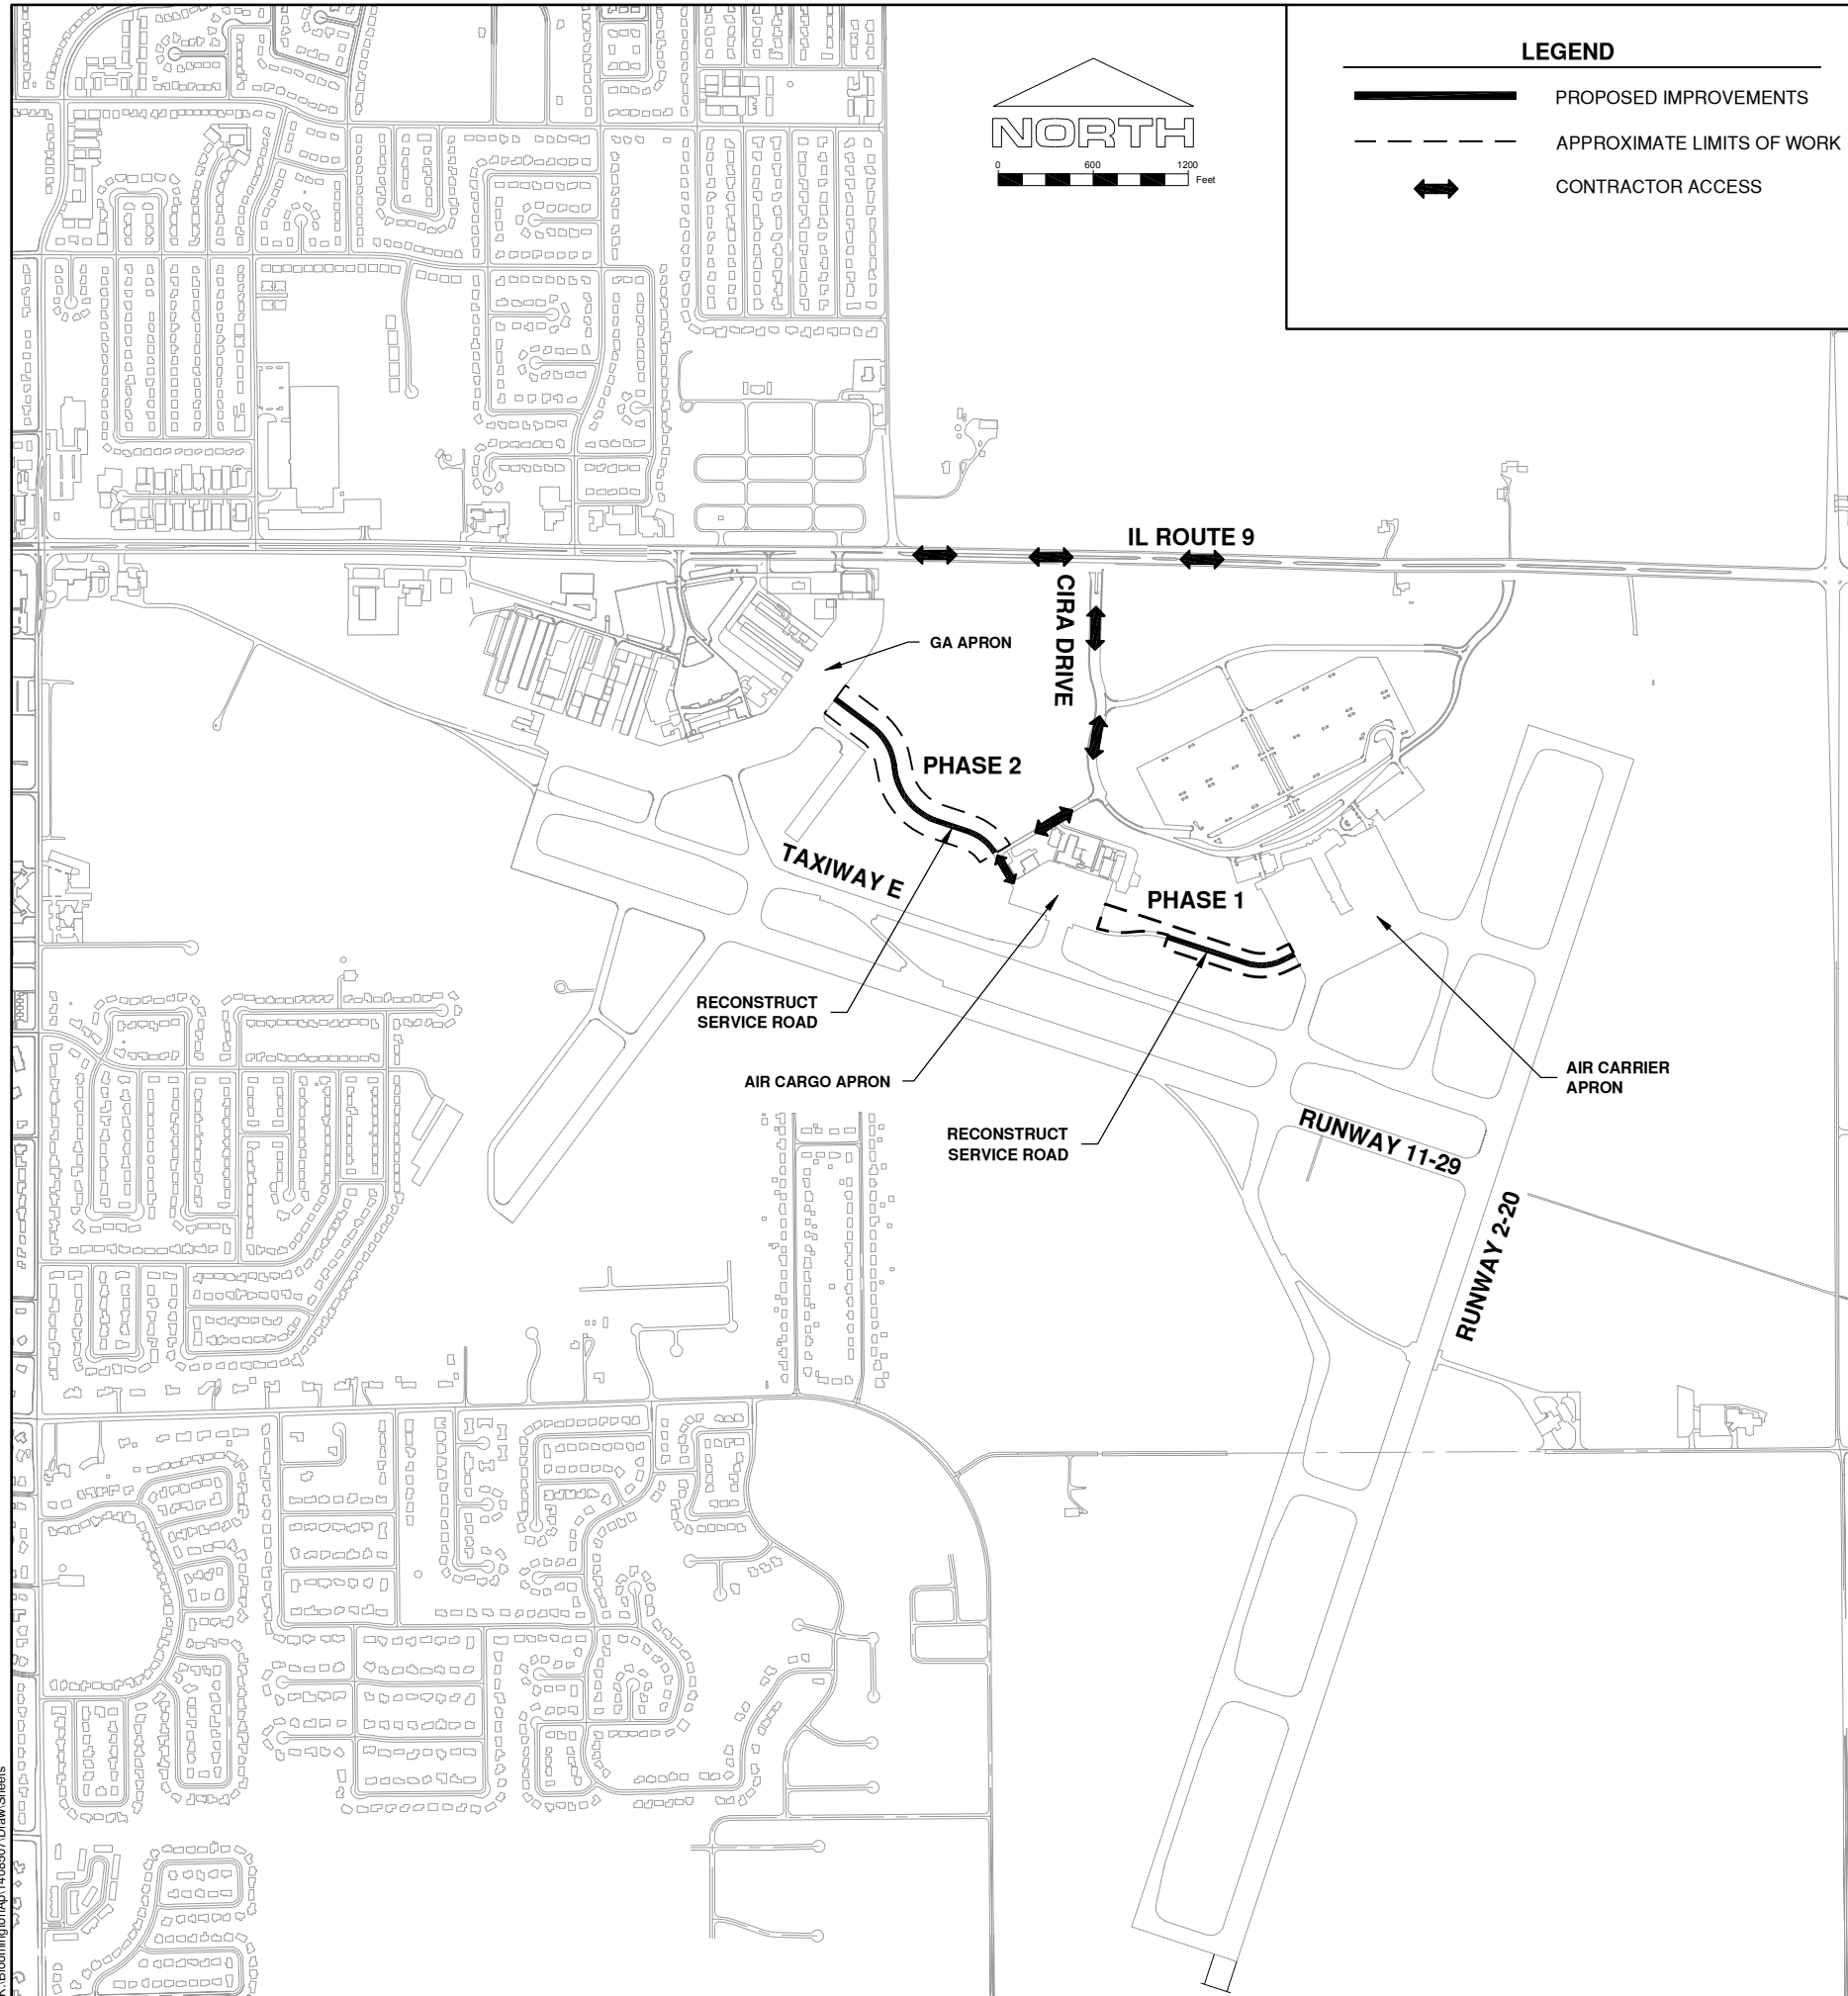 LEGEND
PROPOSED IMPROVEMENTS
APPROXIMATE LIMITS OF WORK
CONTRACTOR ACCESS
NORTH
0 600 1200
Feet
IL ROUTE 9
CIRA DRIVE
GA APRON
PHASE 2
TAXIWAY E
PHASE 1
RECONSTRUCT
SERVICE ROAD
AIR CARGO APRON
AIR CARRIER
APRON
RECONSTRUCT
SERVICE ROAD
RUNWAY 11-29
RUNWAY 2-20